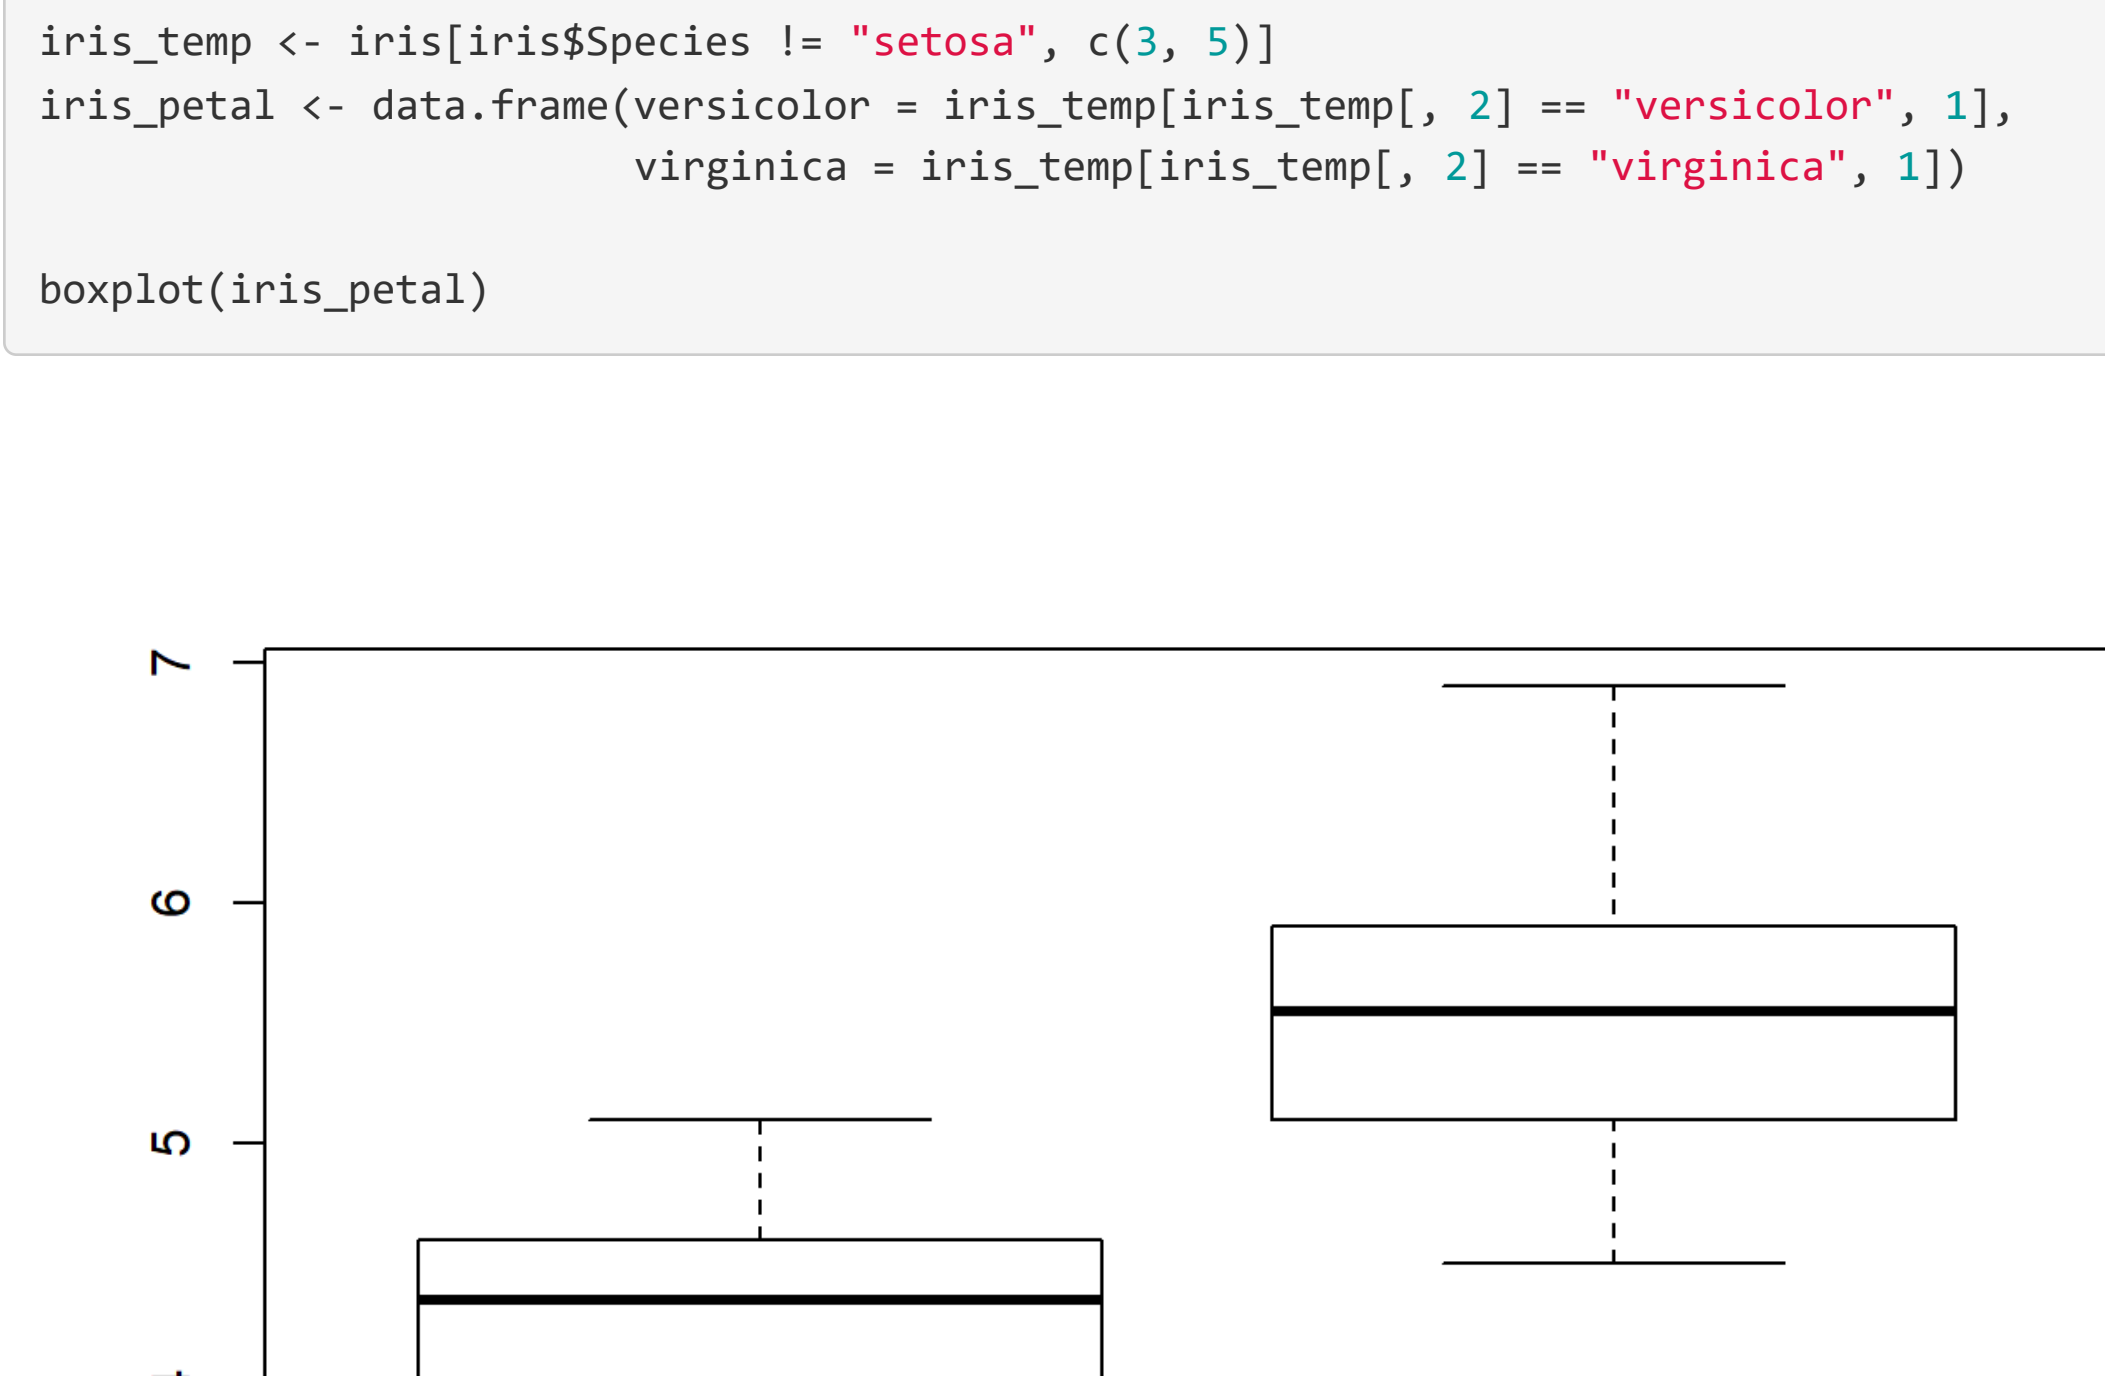 iris_temp <- iris[iris$Species != "setosa", c(3, 5)]
iris_petal <- data.frame(versicolor = iris_temp[iris_temp[, 2] == "versicolor", 1],
                         virginica = iris_temp[iris_temp[, 2] == "virginica", 1])
boxplot(iris_petal)
7
6
5